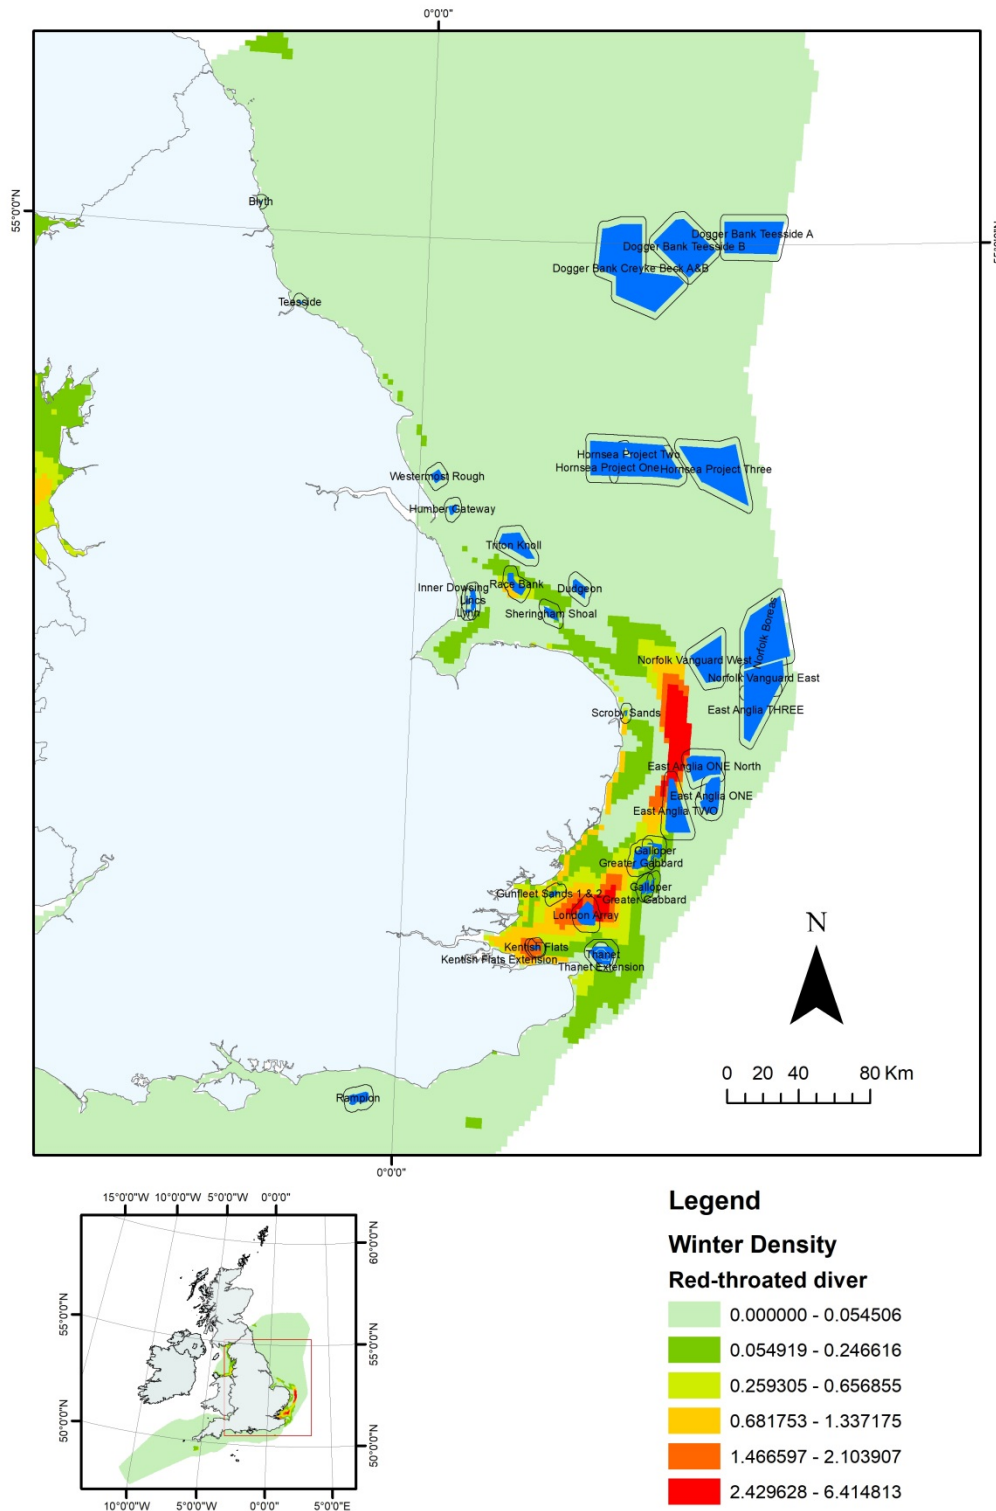 0°0'0"
55°0'0"N
Blyth
Dogger Bank Teesside A
Dogger Bank Teesside B
55°0'0"N
Dogger Bank Creyke Beck A&B
Teesside
Hornsea Project Two
Hornsea Project One
Hornsea Project Three
Westermost Rough
Humber Gateway
Triton Knoll
Race Bank
Inner Dowsing
Dudgeon
Lincs
Lynn
Sheringham Shoal
Norfolk Boreas
Norfolk Vanguard West
Norfolk Vanguard East
East Anglia THREE
Scroby Sands
East Anglia ONE North
East Anglia ONE
East Anglia TWO
Galloper
Greater Gabbard
Galloper
Gunfleet Sands 1 & 2
Greater Gabbard
London Array
Kentish Flats
Kentish Flats Extension
Thanet
Thanet Extension
N
0 20 40 80 Km
Rampion
0°0'0"
15°0'0"W 10°0'0"W 5°0'0"W 0°0'0"
60°0'0"N
55°0'0"N
55°0'0"N
50°0'0"N
50°0'0"N
10°0'0"W 5°0'0"W 0°0'0" 5°0'0"E
Legend
Winter Density
Red-throated diver
0.000000 - 0.054506
0.054919 - 0.246616
0.259305 - 0.656855
0.681753 - 1.337175
1.466597 - 2.103907
2.429628 - 6.414813